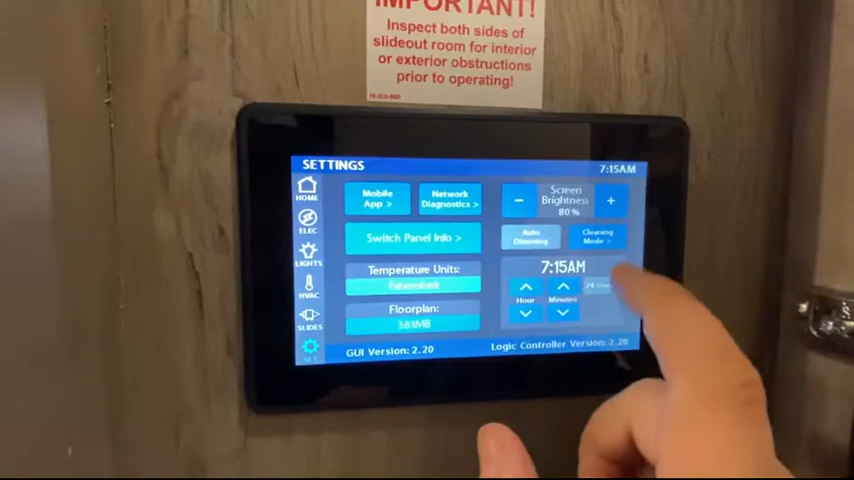 IMPORTANT!
Inspect both sides of
slideout room for interior
or exterior obstructions
prior to operating!
SETTINGS
7:15AM
HOME
ELEC
LIGHTS
HVAC
SLIDES
SET
Mobile
App >
Network
Diagnostics >
Switch Panel Info >
Temperature Units:
Fahrenheit
Floorplan:
383MB
−
Screen
Brightness
80 %
+
Auto
Dimming
Cleaning
Mode >
7:15AM
Hour
Minutes
GUI Version: 2.20
Logic Controller Version: 2.20